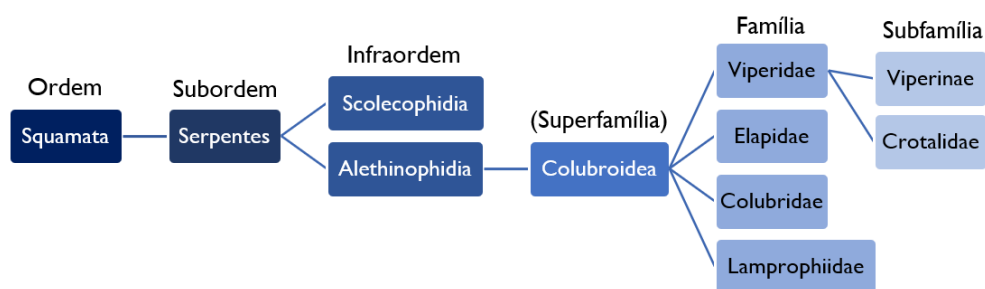 Ordem
Squamata
Subordem
Serpentes
Infraordem
Scolecophidia
Alethinophidia
(Superfamília)
Colubroidea
Família
Viperidae
Elapidae
Colubridae
Lamprophiidae
Subfamília
Viperinae
Crotalidae